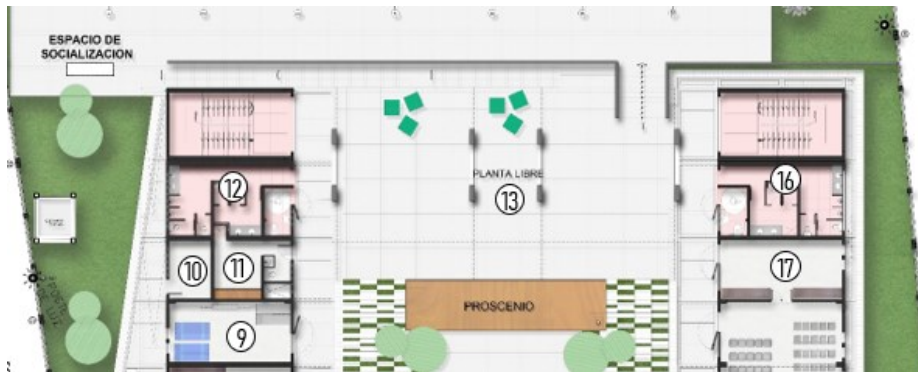 ESPACIO DE
SOCIALIZACION
12
PLANTA LIBRE
13
16
10
11
17
PROSCENIO
9